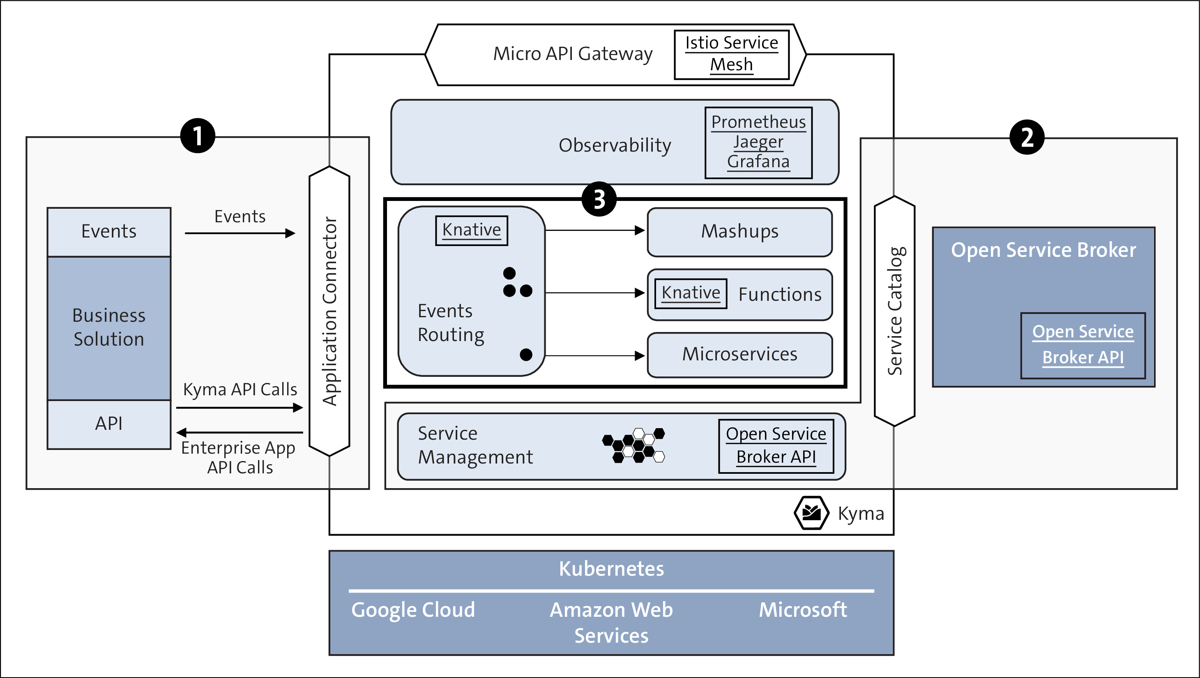 Micro API Gateway
Istio Service
Mesh
Observability
Prometheus
Jaeger
Grafana
1
Events
Business
Solution
API
Events
Kyma API Calls
Enterprise App
API Calls
Application Connector
3
Knative
Events
Routing
Mashups
Knative
Functions
Microservices
Service
Management
Open Service
Broker API
2
Service Catalog
Open Service Broker
Open Service
Broker API
Kyma
Kubernetes
Google Cloud
Amazon Web
Services
Microsoft